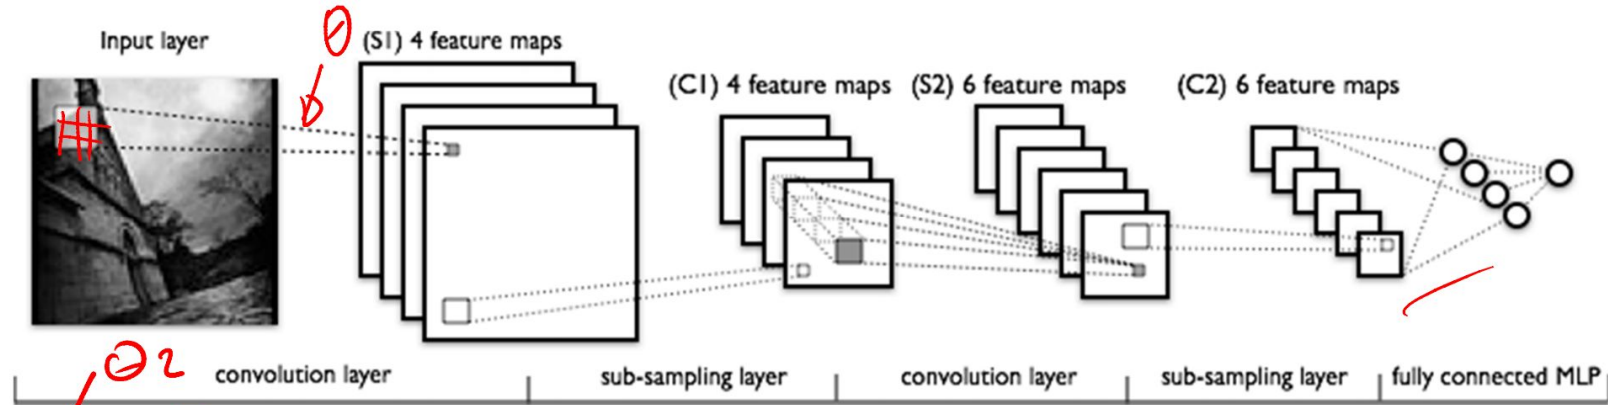 Input layer
θ
(S1) 4 feature maps
(C1) 4 feature maps
(S2) 6 feature maps
(C2) 6 feature maps
θ2
convolution layer
sub-sampling layer
convolution layer
sub-sampling layer
fully connected MLP